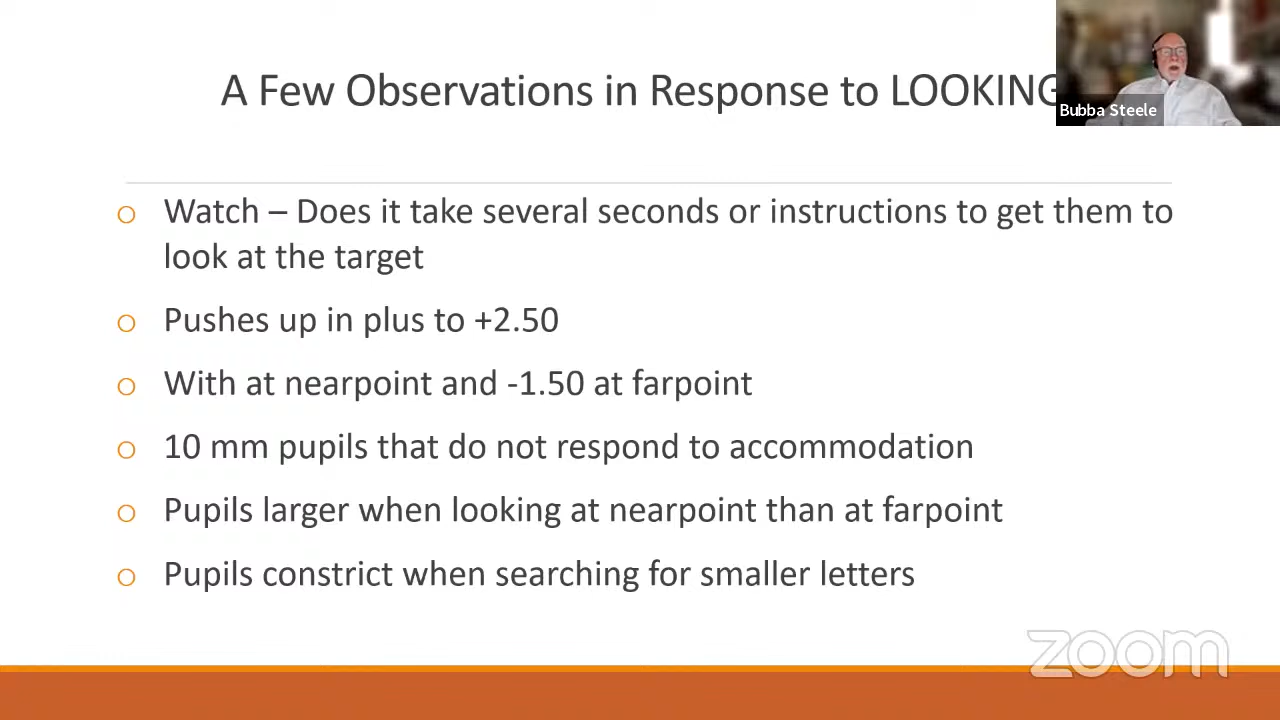 A Few Observations in Response to LOOKING
Bubba Steele
o Watch – Does it take several seconds or instructions to get them to
look at the target
o Pushes up in plus to +2.50
o With at nearpoint and -1.50 at farpoint
o 10 mm pupils that do not respond to accommodation
o Pupils larger when looking at nearpoint than at farpoint
o Pupils constrict when searching for smaller letters
zoom